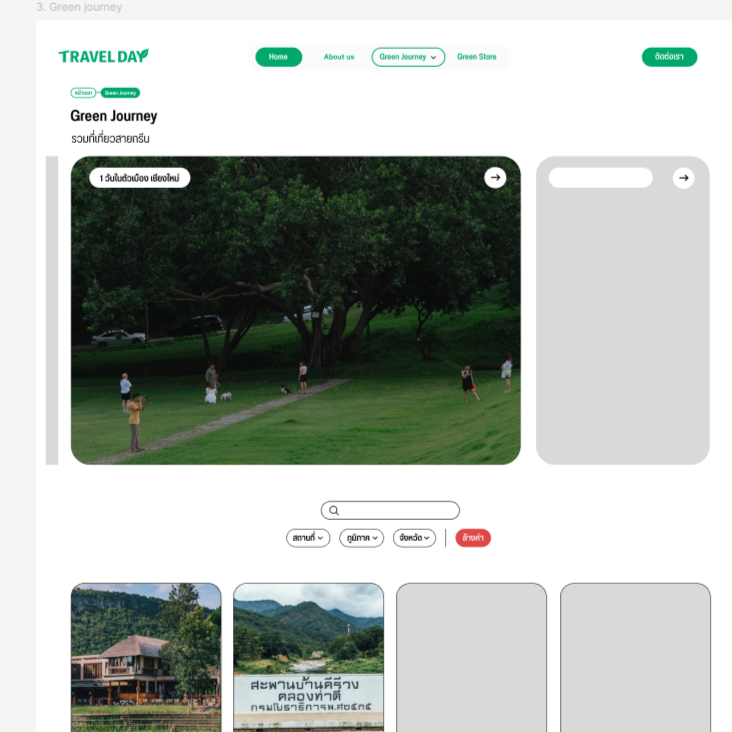 3. Green journey
TRAVEL DAY
Home
About us
Green Journey
Green Store
ติดต่อเรา
หน้าแรก
Green Journey
Green Journey
รวมที่เที่ยวสายกรีน
1 วันในตัวเมือง เชียงใหม่
สถานที่
ภูมิภาค
จังหวัด
ล้างค่า
สะพานบ้านคีรีวง
คลองท่าดี
กรมโยธาธิการ พ.ศ.๒๕๓๕